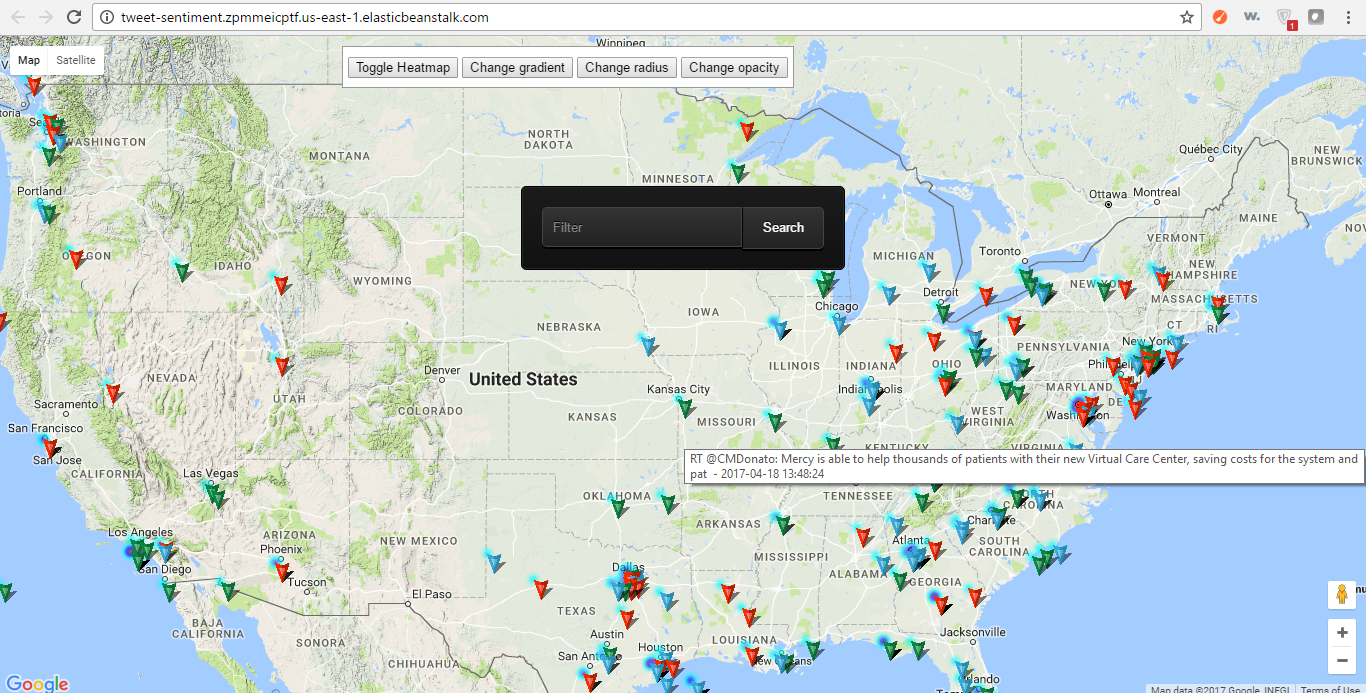 tweet-sentiment.zpmmeicptf.us-east-1.elasticbeanstalk.com
w.
1
Map
Satellite
Toggle Heatmap
Change gradient
Change radius
Change opacity
Winnipeg
WASHINGTON
MONTANA
NORTH
DAKOTA
MINNESOTA
Québec City
NEW
BRUNSWICK
Ottawa
Montreal
MAINE
Portland
Filter
Search
VERMONT
Toronto
MICHIGAN
NEW
HAMPSHIRE
OREGON
IDAHO
WYOMING
Detroit
NEW YORK
MASSACHUSETTS
Chicago
IOWA
CT
RI
NEBRASKA
New York
PENNSYLVANIA
ILLINOIS
INDIANA
OHIO
Denver
United States
NEVADA
UTAH
COLORADO
Kansas City
Indianapolis
MARYLAND
DE
NJ
Sacramento
San Francisco
KANSAS
MISSOURI
WEST
VIRGINIA
Washington
San Jose
KENTUCKY
VIRGINIA
RT @CMDonato: Mercy is able to help thousands of patients with their new Virtual Care Center, saving costs for the system and
pat - 2017-04-18 13:48:24
CALIFORNIA
Las Vegas
OKLAHOMA
TENNESSEE
NORTH
CAROLINA
ARKANSAS
Charlotte
Los Angeles
ARIZONA
NEW MEXICO
Atlanta
SOUTH
CAROLINA
Phoenix
MISSISSIPPI
San Diego
Tucson
Dallas
ALABAMA
GEORGIA
El Paso
TEXAS
BAJA
CALIFORNIA
SONORA
Austin
LOUISIANA
Jacksonville
CHIHUAHUA
San Antonio
Houston
New Orleans
Orlando
Google
Map data ©2017 Google, INEGI
Terms of Use